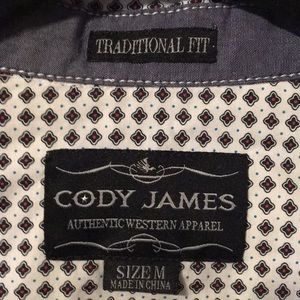 TRADITIONAL FIT
CODY JAMES
AUTHENTIC WESTERN APPAREL
SIZE M
MADE IN CHINA